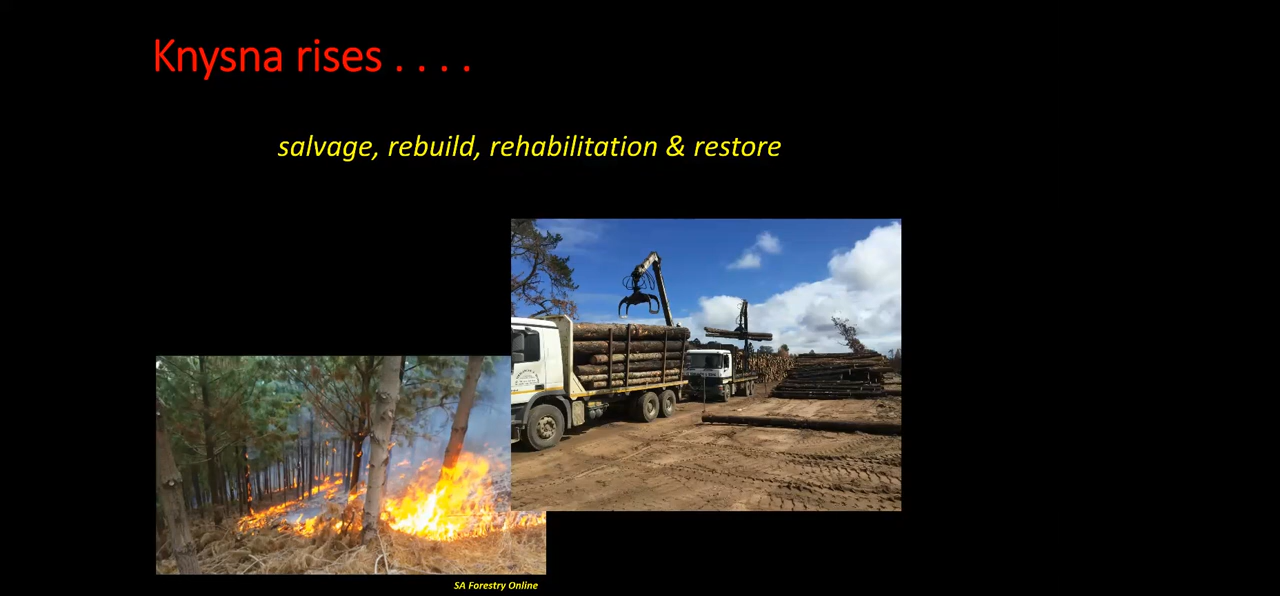 Knysna rises . . . .
salvage, rebuild, rehabilitation & restore
SA Forestry Online